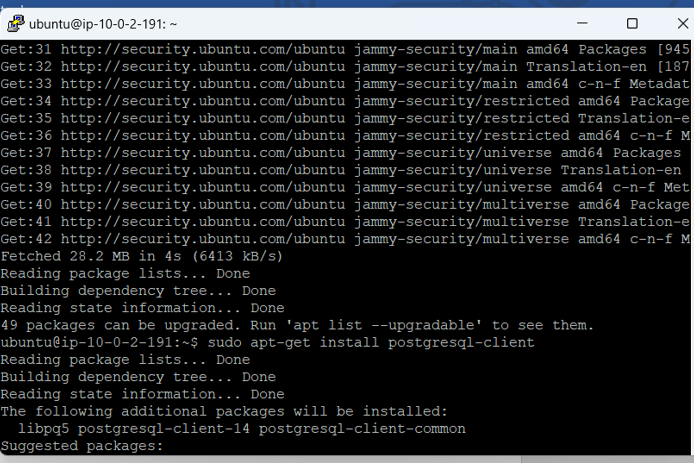 ubuntu@ip-10-0-2-191: ~
Get:31 http://security.ubuntu.com/ubuntu jammy-security/main amd64 Packages [945
Get:32 http://security.ubuntu.com/ubuntu jammy-security/main Translation-en [187
Get:33 http://security.ubuntu.com/ubuntu jammy-security/main amd64 c-n-f Metadat
Get:34 http://security.ubuntu.com/ubuntu jammy-security/restricted amd64 Package
Get:35 http://security.ubuntu.com/ubuntu jammy-security/restricted Translation-e
Get:36 http://security.ubuntu.com/ubuntu jammy-security/restricted amd64 c-n-f M
Get:37 http://security.ubuntu.com/ubuntu jammy-security/universe amd64 Packages
Get:38 http://security.ubuntu.com/ubuntu jammy-security/universe Translation-en
Get:39 http://security.ubuntu.com/ubuntu jammy-security/universe amd64 c-n-f Met
Get:40 http://security.ubuntu.com/ubuntu jammy-security/multiverse amd64 Package
Get:41 http://security.ubuntu.com/ubuntu jammy-security/multiverse Translation-e
Get:42 http://security.ubuntu.com/ubuntu jammy-security/multiverse amd64 c-n-f M
Fetched 28.2 MB in 4s (6413 kB/s)
Reading package lists... Done
Building dependency tree... Done
Reading state information... Done
49 packages can be upgraded. Run 'apt list --upgradable' to see them.
ubuntu@ip-10-0-2-191:~$ sudo apt-get install postgresql-client
Reading package lists... Done
Building dependency tree... Done
Reading state information... Done
The following additional packages will be installed:
  libpq5 postgresql-client-14 postgresql-client-common
Suggested packages: